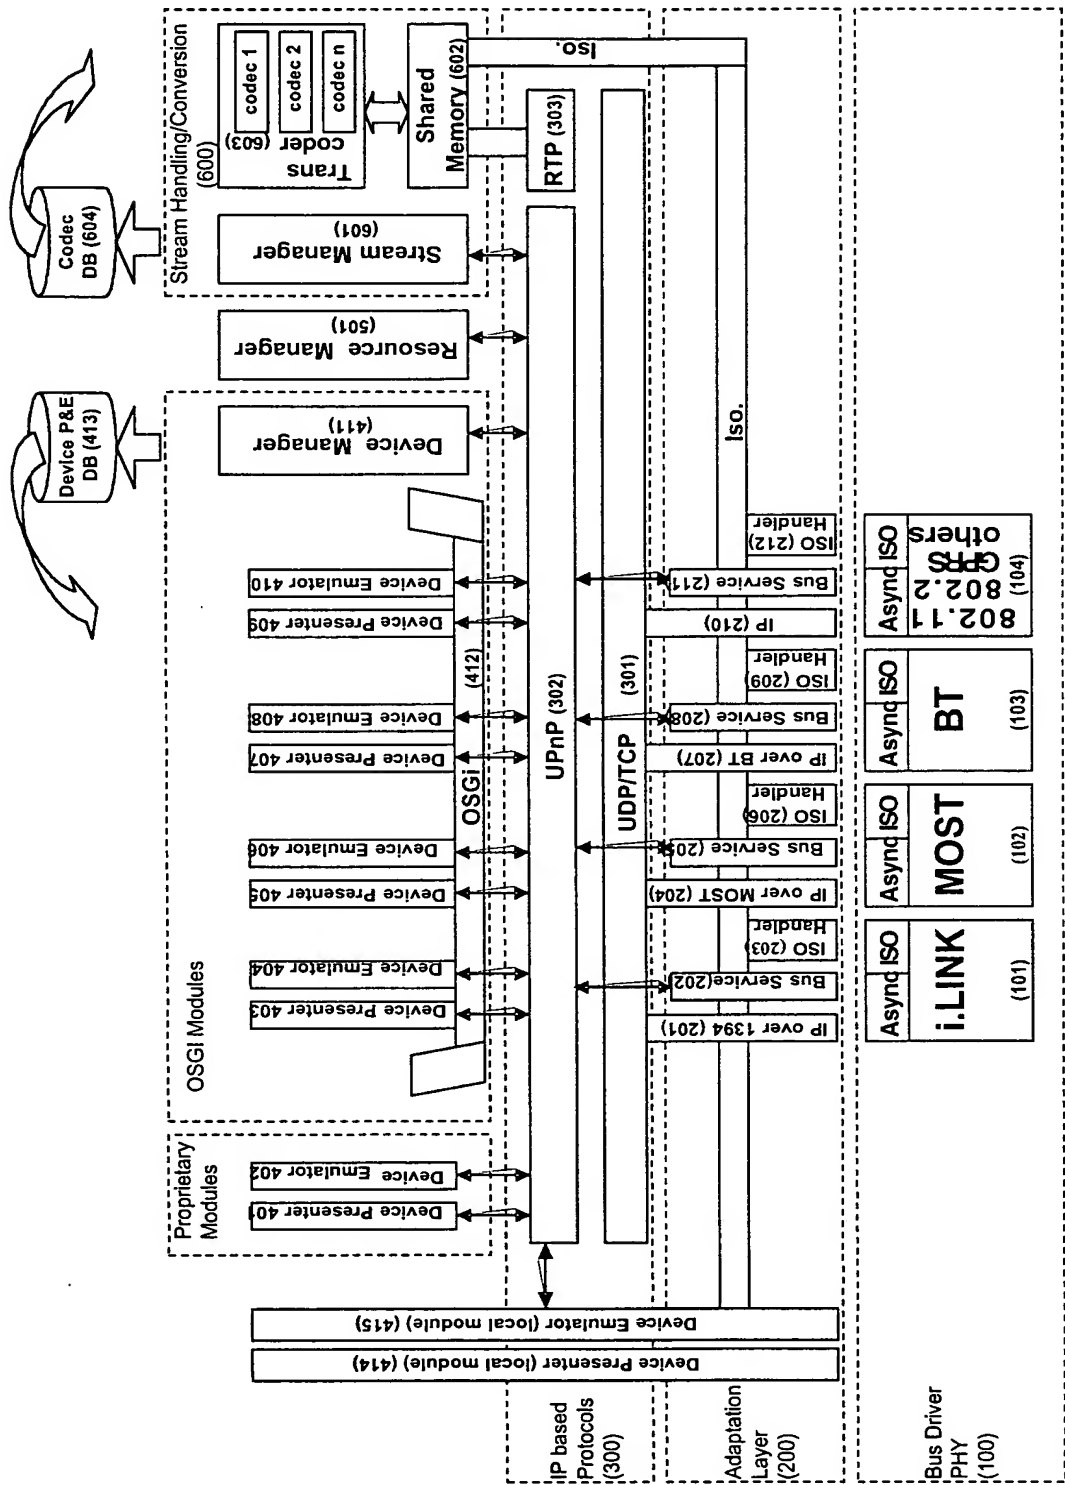 Codec
DB (604)
Device P&E
DB (413)
Stream Handling/Conversion
(600)
Trans
coder
(603)
codec 1
codec 2
codec n
Shared
Memory (602)
Stream Manager
(601)
Resource Manager
(501)
OSGI Modules
Device Manager
(411)
Device Emulator 410
Device Presenter 409
Device Emulator 408
Device Presenter 407
Device Emulator 406
Device Presenter 405
Device Emulator 404
Device Presenter 403
OSGi
(412)
Proprietary
Modules
Device Emulator 402
Device Presenter 401
Device Emulator (local module) (415)
Device Presenter (local module) (414)
IP based
Protocols
(300)
UPnP (302)
RTP (303)
UDP/TCP
(301)
Iso.
Iso.
Adaptation
Layer
(200)
IP over 1394 (201)
Bus Service(202)
ISO (203)
Handler
IP over MOST (204)
Bus Service (205
ISO (206)
Handler
IP over BT (207)
Bus Service (208)
ISO (209)
Handler
IP (210)
Bus Service (211)
ISO (212)
Handler
Bus Driver
PHY
(100)
Async
ISO
i.LINK
(101)
Async
ISO
MOST
(102)
Async
ISO
BT
(103)
Async
ISO
802.11
802.2
GPRS
others
(104)